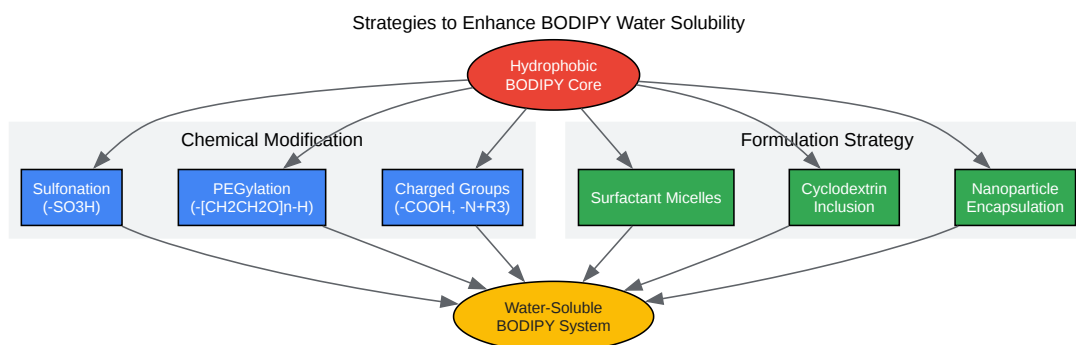 Strategies to Enhance BODIPY Water Solubility
Hydrophobic
BODIPY Core
Chemical Modification
Formulation Strategy
Sulfonation
(-SO3H)
PEGylation
(-[CH2CH2O]n-H)
Charged Groups
(-COOH, -N+R3)
Surfactant Micelles
Cyclodextrin
Inclusion
Nanoparticle
Encapsulation
Water-Soluble
BODIPY System